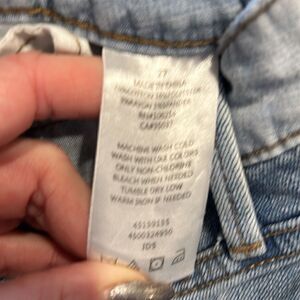 27
MADE IN CHINA
MACHINE WASH COLD
WASH WITH LIKE COLORS
ONLY NON-CHLORINE
BLEACH WHEN NEEDED
TUMBLE DRY LOW
WARM IRON IF NEEDED
45159155
4500324950
IDS